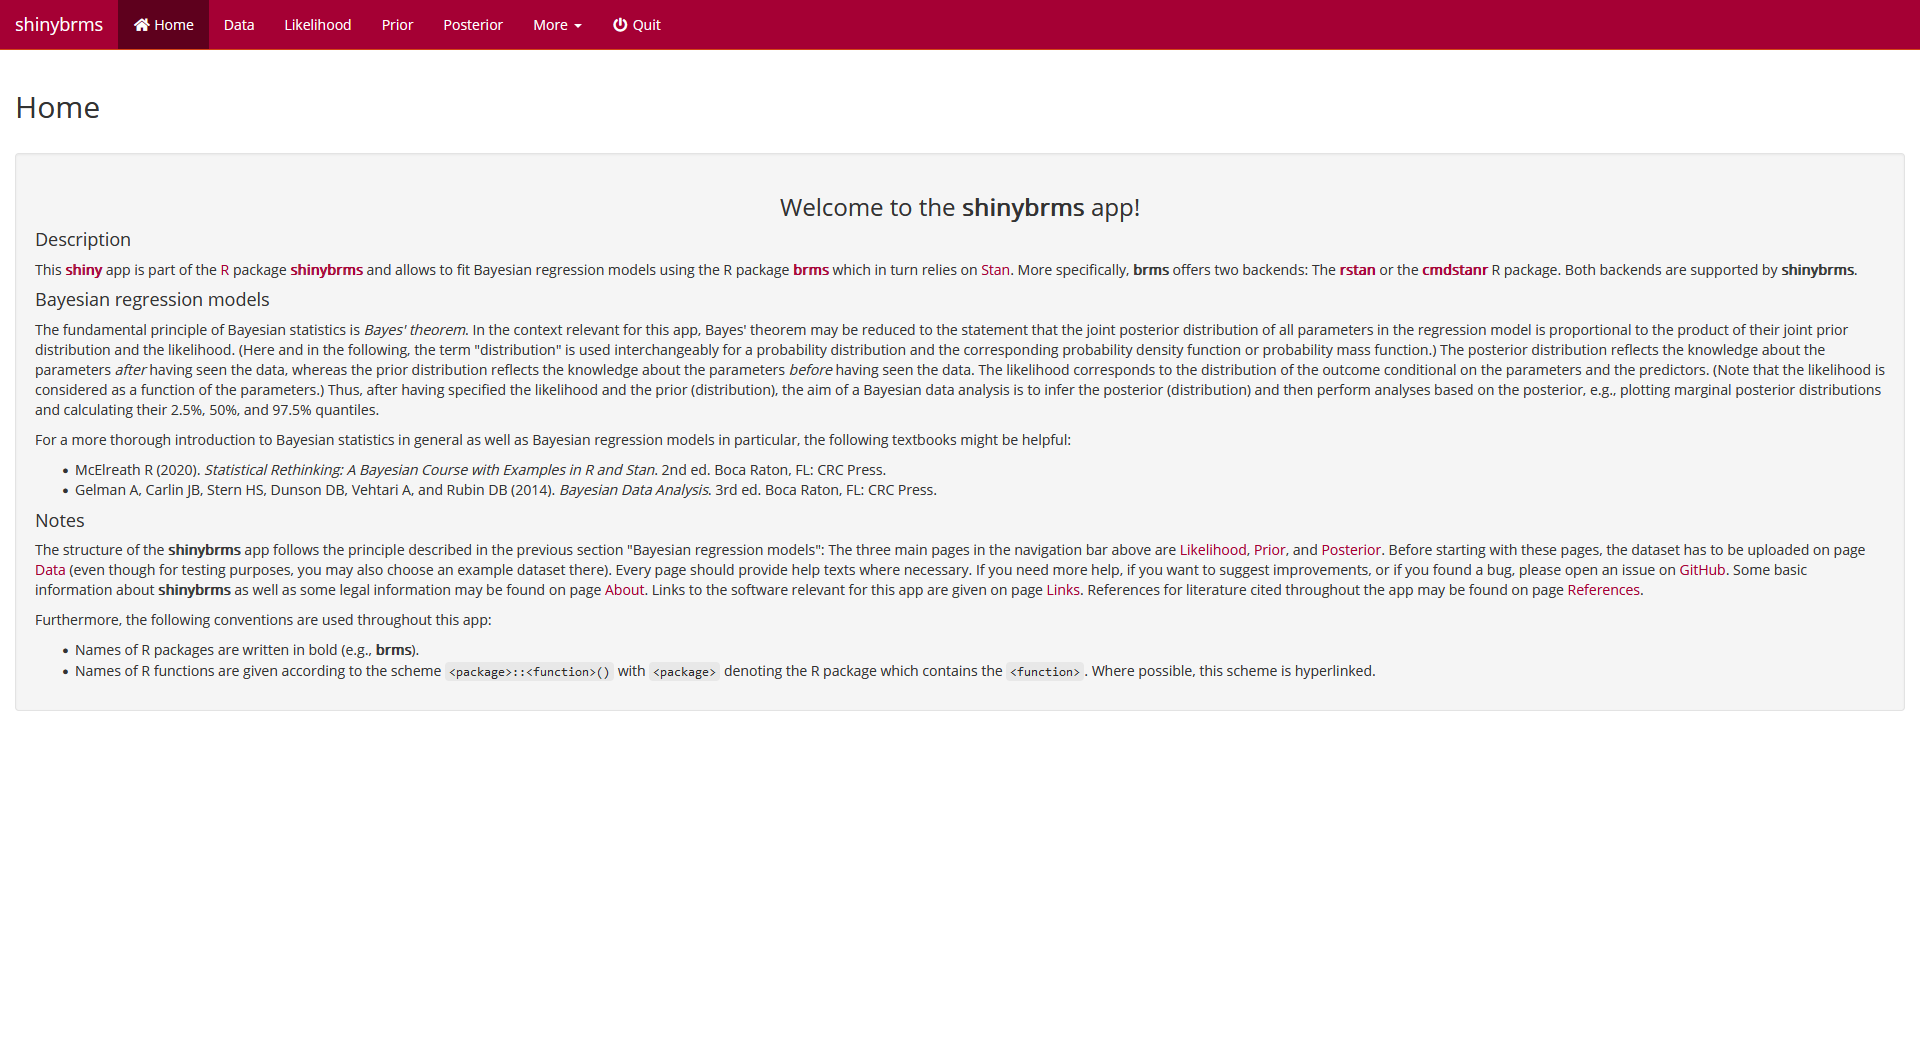 shinybrms Home Data Likelihood Prior Posterior More Quit
Home
Welcome to the shinybrms app!
Description
This shiny app is part of the R package shinybrms and allows to fit Bayesian regression models using the R package brms which in turn relies on Stan. More specifically, brms offers two backends: The rstan or the cmdstanr R package. Both backends are supported by shinybrms.
Bayesian regression models
The fundamental principle of Bayesian statistics is Bayes' theorem. In the context relevant for this app, Bayes' theorem may be reduced to the statement that the joint posterior distribution of all parameters in the regression model is proportional to the product of their joint prior
distribution and the likelihood. (Here and in the following, the term "distribution" is used interchangeably for a probability distribution and the corresponding probability density function or probability mass function.) The posterior distribution reflects the knowledge about the
parameters after having seen the data, whereas the prior distribution reflects the knowledge about the parameters before having seen the data. The likelihood corresponds to the distribution of the outcome conditional on the parameters and the predictors. (Note that the likelihood is
considered as a function of the parameters.) Thus, after having specified the likelihood and the prior (distribution), the aim of a Bayesian data analysis is to infer the posterior (distribution) and then perform analyses based on the posterior, e.g., plotting marginal posterior distributions
and calculating their 2.5%, 50%, and 97.5% quantiles.
For a more thorough introduction to Bayesian statistics in general as well as Bayesian regression models in particular, the following textbooks might be helpful:
• McElreath R (2020). Statistical Rethinking: A Bayesian Course with Examples in R and Stan. 2nd ed. Boca Raton, FL: CRC Press.
• Gelman A, Carlin JB, Stern HS, Dunson DB, Vehtari A, and Rubin DB (2014). Bayesian Data Analysis. 3rd ed. Boca Raton, FL: CRC Press.
Notes
The structure of the shinybrms app follows the principle described in the previous section "Bayesian regression models": The three main pages in the navigation bar above are Likelihood, Prior, and Posterior. Before starting with these pages, the dataset has to be uploaded on page
Data (even though for testing purposes, you may also choose an example dataset there). Every page should provide help texts where necessary. If you need more help, if you want to suggest improvements, or if you found a bug, please open an issue on GitHub. Some basic
information about shinybrms as well as some legal information may be found on page About. Links to the software relevant for this app are given on page Links. References for literature cited throughout the app may be found on page References.
Furthermore, the following conventions are used throughout this app:
• Names of R packages are written in bold (e.g., brms).
• Names of R functions are given according to the scheme <package>::<function>() with <package> denoting the R package which contains the <function>. Where possible, this scheme is hyperlinked.